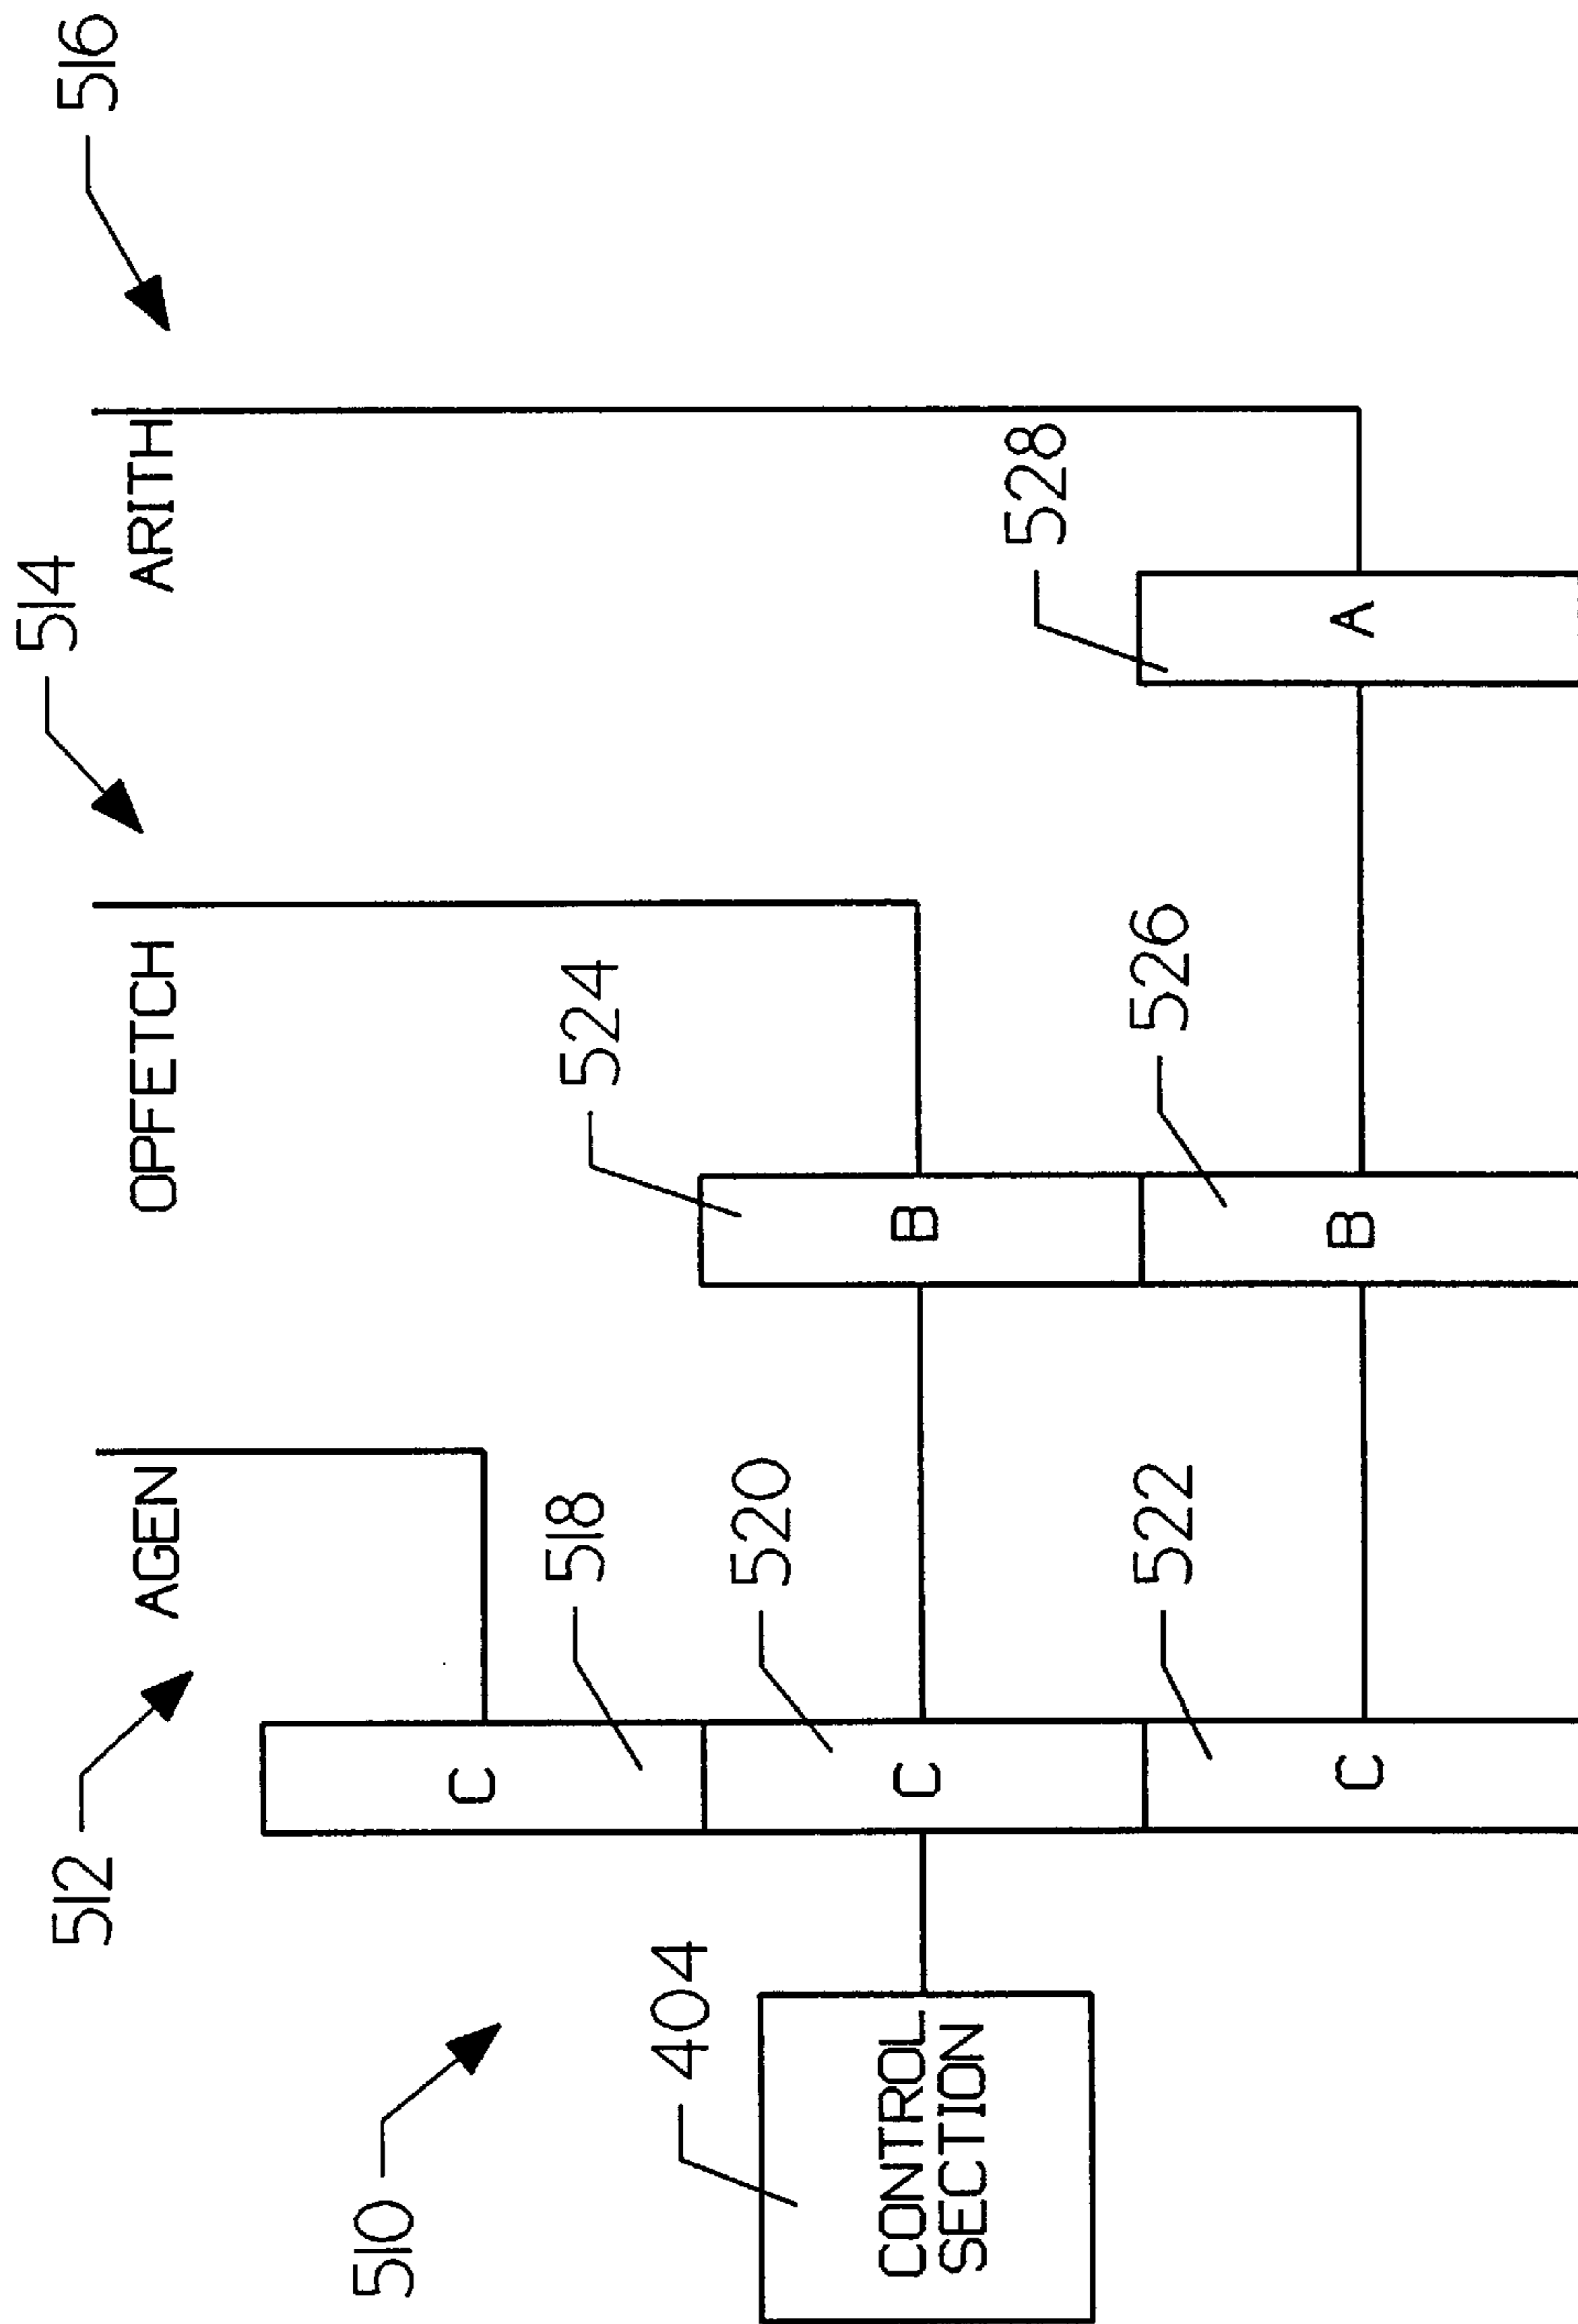 512
514
516
AGEN
OPFETCH
ARITH
510
C
518
524
404
520
CONTROL
SECTION
C
B
528
522
526
C
B
A